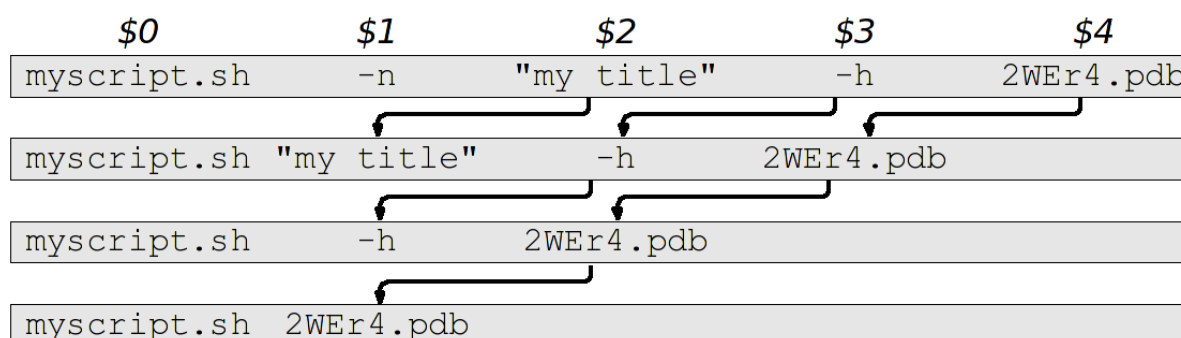 $0 $1 $2 $3 $4
myscript.sh -n "my title" -h 2WEr4.pdb
myscript.sh "my title" -h 2WEr4.pdb
myscript.sh -h 2WEr4.pdb
myscript.sh 2WEr4.pdb